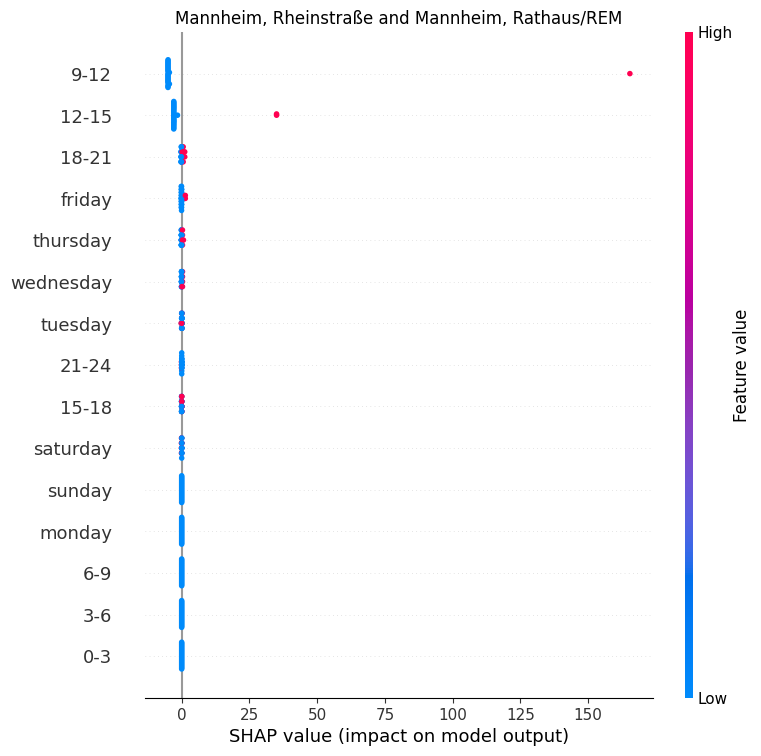 Mannheim, Rheinstraße and Mannheim, Rathaus/REM
High
9-12
12-15
18-21
friday
thursday
wednesday
tuesday
21-24
15-18
saturday
sunday
monday
6-9
3-6
0-3
Feature value
Low
0 25 50 75 100 125 150
SHAP value (impact on model output)